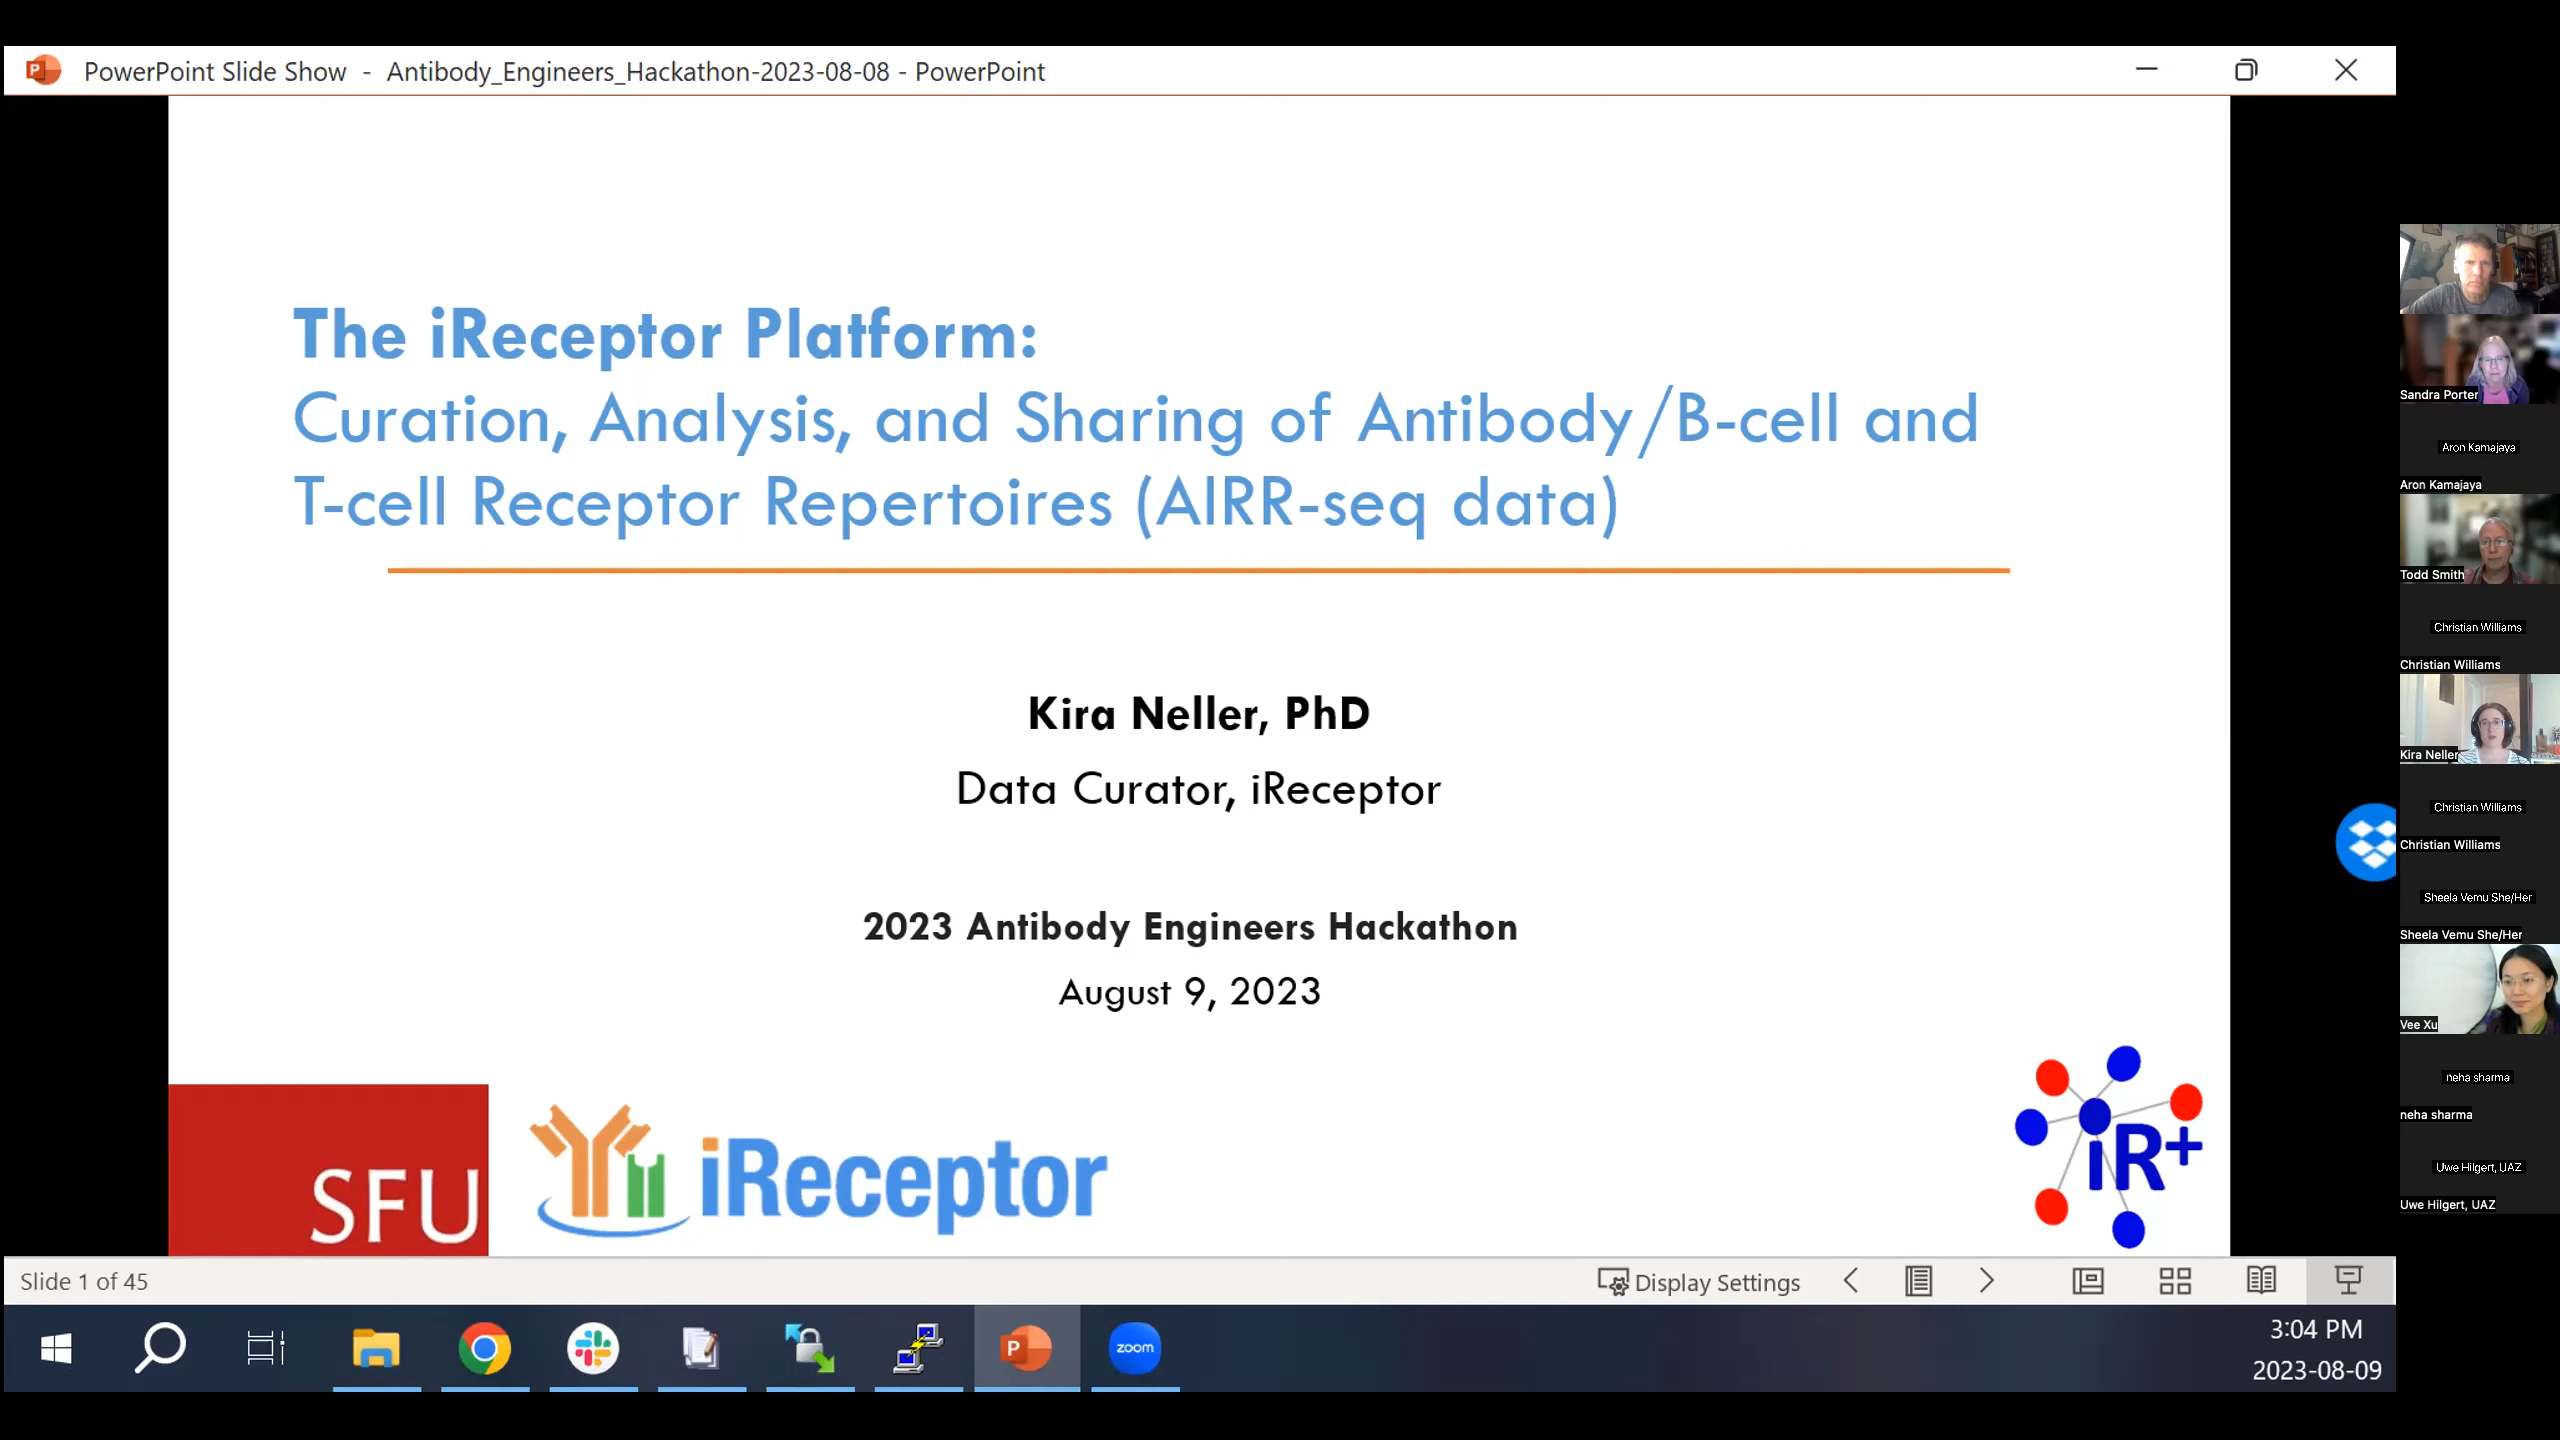 PowerPoint Slide Show - Antibody_Engineers_Hackathon-2023-08-08 - PowerPoint
The iReceptor Platform:
Curation, Analysis, and Sharing of Antibody/B-cell and
T-cell Receptor Repertoires (AIRR-seq data)
Kira Neller, PhD
Data Curator, iReceptor
2023 Antibody Engineers Hackathon
August 9, 2023
SFU
iReceptor
iR+
Slide 1 of 45
Display Settings
P
zoom
3:04 PM
2023-08-09
Sandra Porter
Aron Kamajaya
Aron Kamajaya
Todd Smith
Christian Williams
Christian Williams
Kira Neller
Christian Williams
Christian Williams
Sheela Vemu She/Her
Sheela Vemu She/Her
Vee Xu
neha sharma
neha sharma
Uwe Hilgert, UAZ
Uwe Hilgert, UAZ